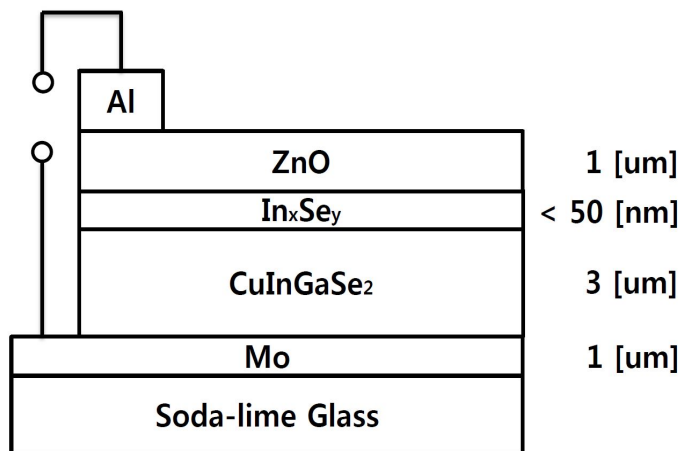 Al
ZnO 1 [um]
InxSey < 50 [nm]
CuInGaSe2 3 [um]
Mo 1 [um]
Soda-lime Glass